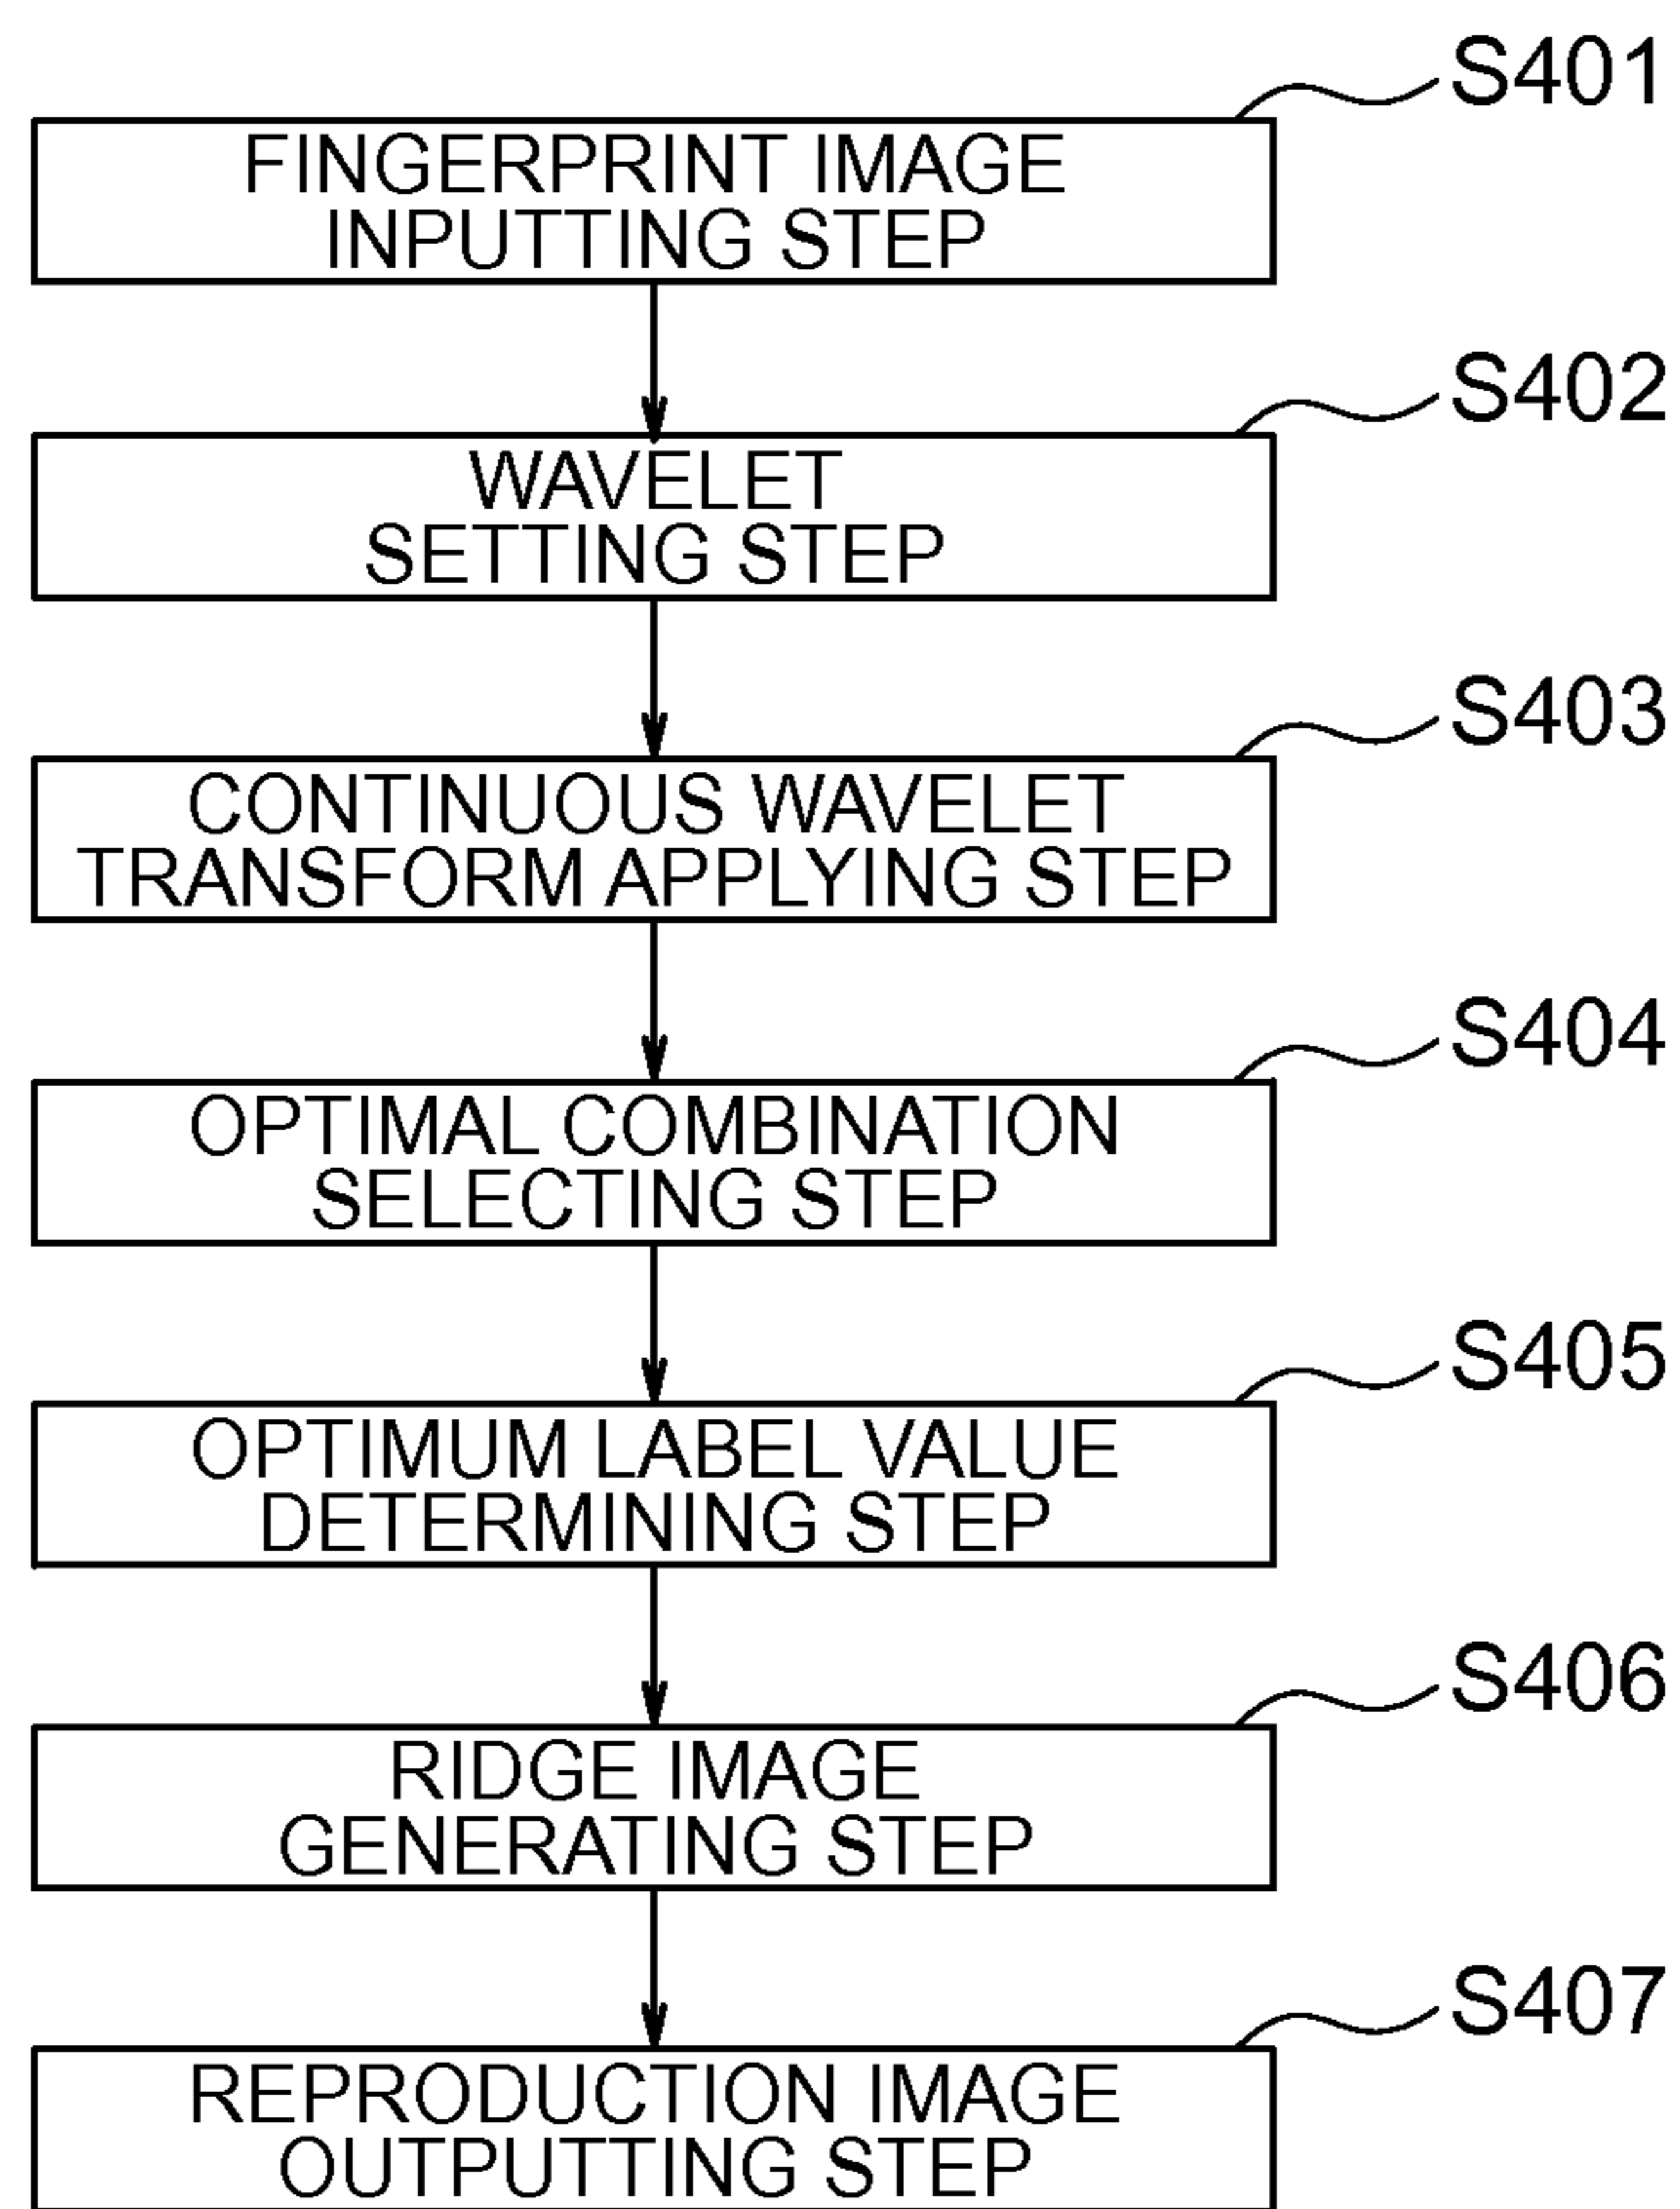 S401
FINGERPRINT IMAGE
INPUTTING STEP
S402
WAVELET
SETTING STEP
S403
CONTINUOUS WAVELET
TRANSFORM APPLYING STEP
S404
OPTIMAL COMBINATION
SELECTING STEP
S405
OPTIMUM LABEL VALUE
DETERMINING STEP
S406
RIDGE IMAGE
GENERATING STEP
S407
REPRODUCTION IMAGE
OUTPUTTING STEP